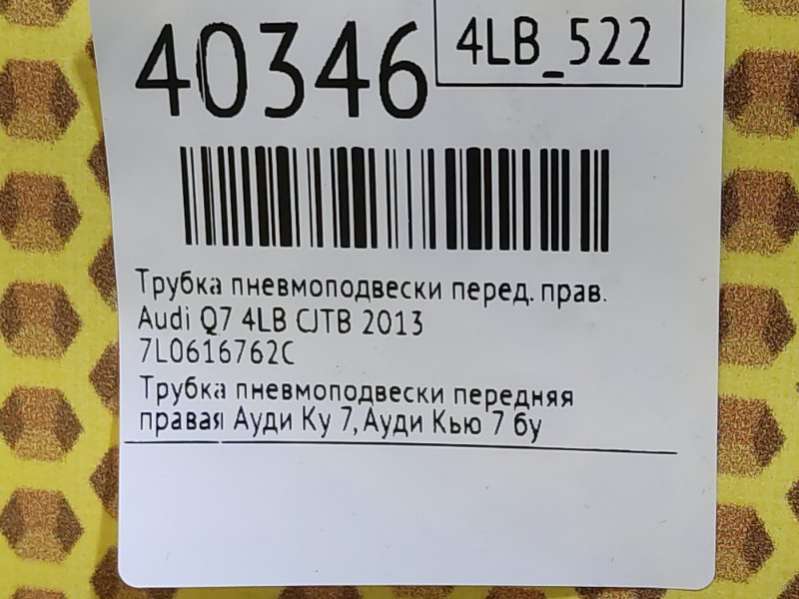 40346
4LB_522
Трубка пневмоподвески перед. прав.
Audi Q7 4LB CJTB 2013
7L0616762C
Трубка пневмоподвески передняя
правая Ауди Ку 7, Ауди Кью 7 бу